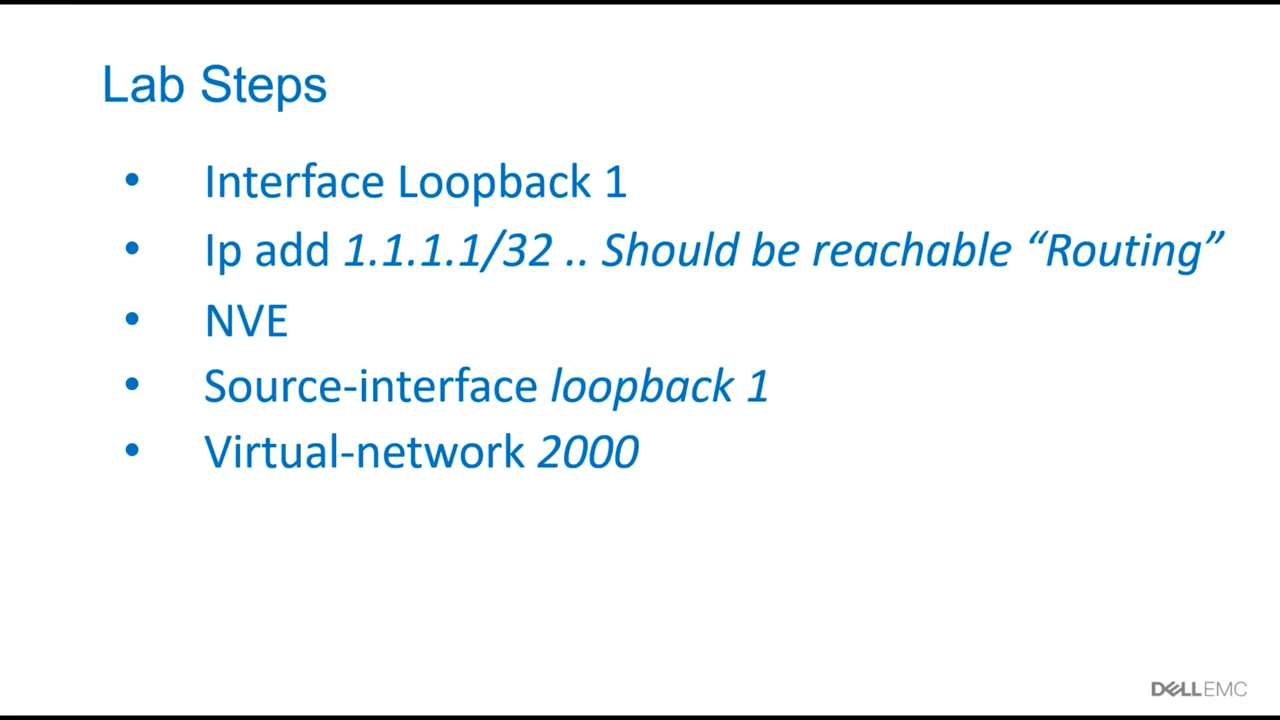 Lab Steps
• Interface Loopback 1
• Ip add 1.1.1.1/32 .. Should be reachable “Routing”
• NVE
• Source-interface loopback 1
• Virtual-network 2000
DELLEMC